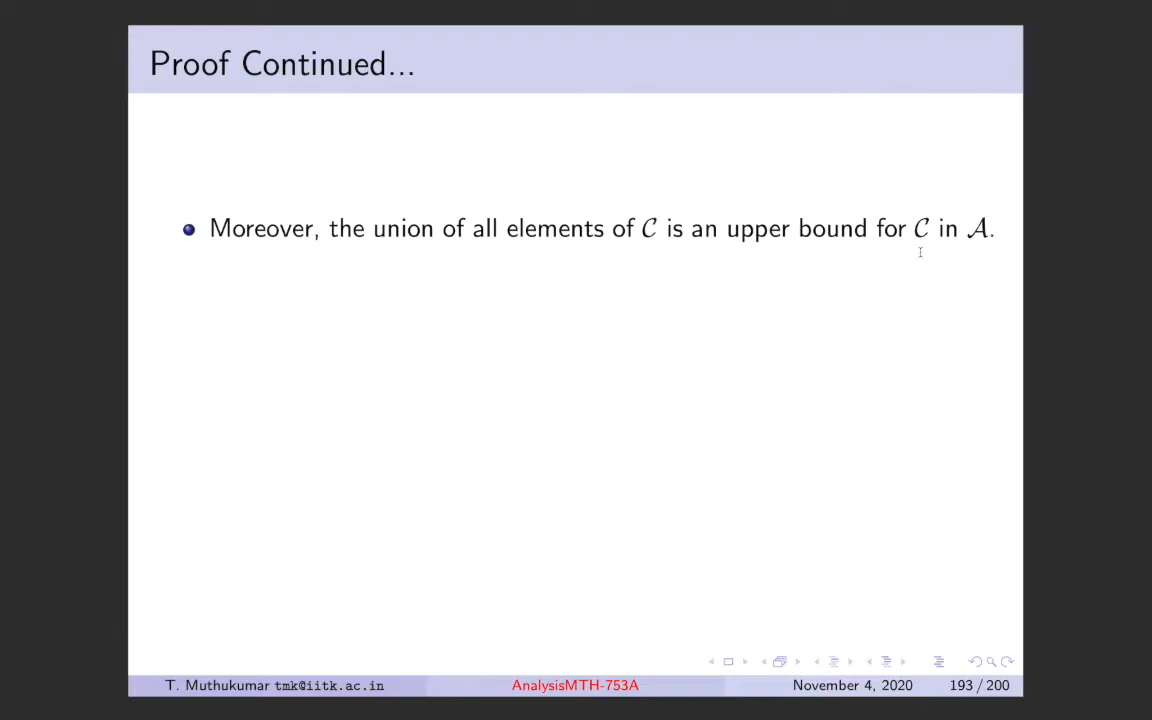 Proof Continued...
Moreover, the union of all elements of 𝒞 is an upper bound for 𝒞 in 𝒜.
T. Muthukumar tmk@iitk.ac.in AnalysisMTH-753A November 4, 2020 193 / 200